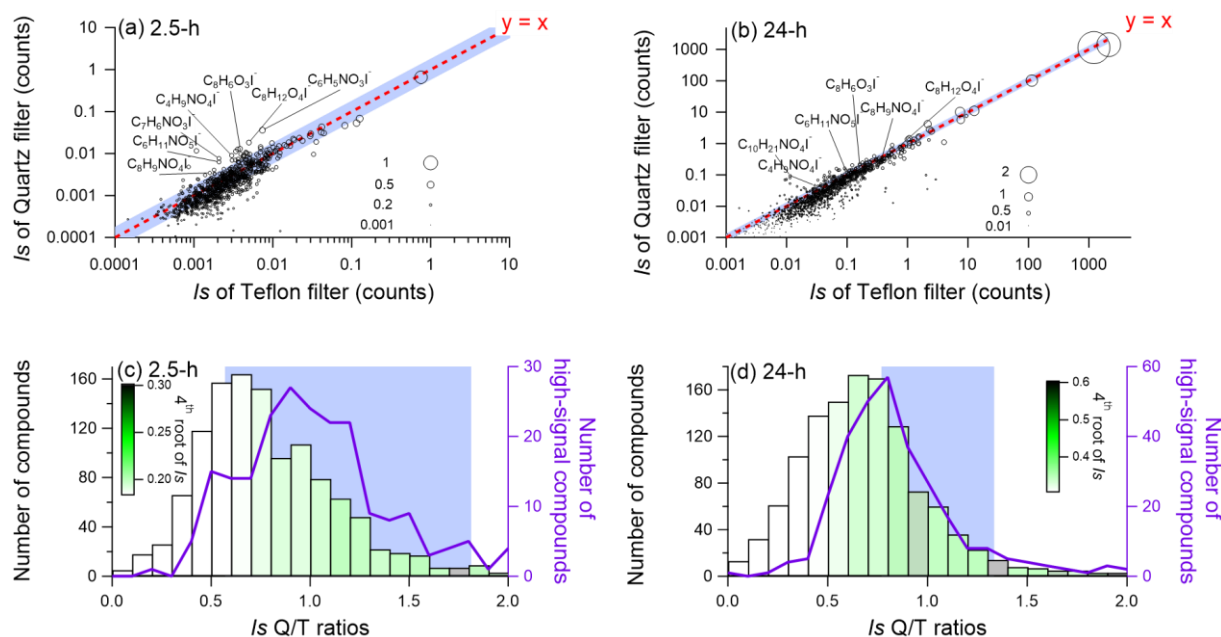 (a) 2.5-h
y = x
Is of Quartz filter (counts)
10
1
0.1
0.01
0.001
0.0001
C₈H₆O₃I⁻
C₆H₅NO₃I⁻
C₄H₉NO₄I⁻
C₈H₁₂O₄I⁻
C₇H₆NO₃I⁻
C₆H₁₁NO₅I⁻
C₈H₉NO₄I⁻
1
0.5
0.2
0.001
0.0001 0.001 0.01 0.1 1 10
Is of Teflon filter (counts)
(b) 24-h
y = x
Is of Quartz filter (counts)
1000
100
10
1
0.1
0.01
0.001
C₈H₆O₃I⁻
C₈H₁₂O₄I⁻
C₈H₉NO₄I⁻
C₆H₁₁NO₅I⁻
C₁₀H₂₁NO₄I⁻
C₄H₉NO₄I⁻
2
1
0.5
0.01
0.001 0.01 0.1 1 10 100 1000
Is of Teflon filter (counts)
(c) 2.5-h
Number of compounds
160
120
80
40
0
0.30
0.25
0.20
4th
root of Is
30
20
10
0
Number of
high-signal compounds
0.0 0.5 1.0 1.5 2.0
Is Q/T ratios
(d) 24-h
Number of compounds
160
120
80
40
0
4th
root of Is
0.6
0.5
0.4
60
40
20
0
Number of
high-signal compounds
0.0 0.5 1.0 1.5 2.0
Is Q/T ratios